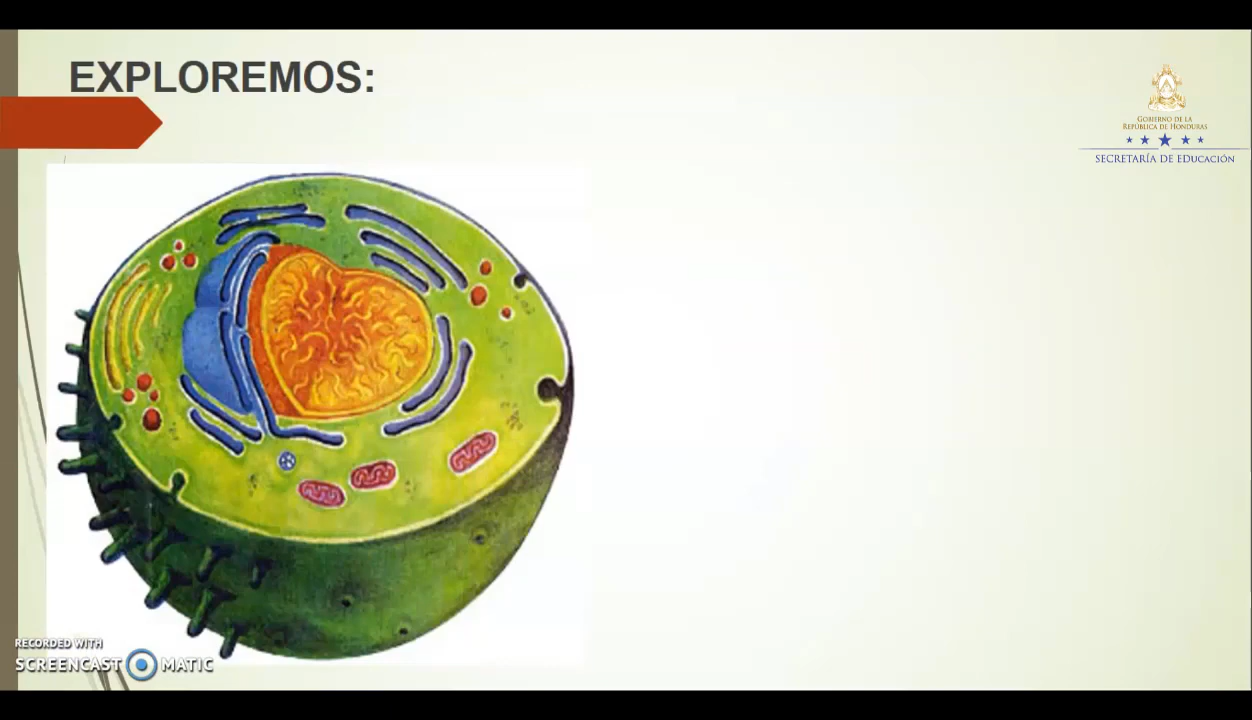 EXPLOREMOS:
GOBIERNO DE LA
REPÚBLICA DE HONDURAS
SECRETARÍA DE EDUCACIÓN
RECORDED WITH
SCREENCAST MATIC